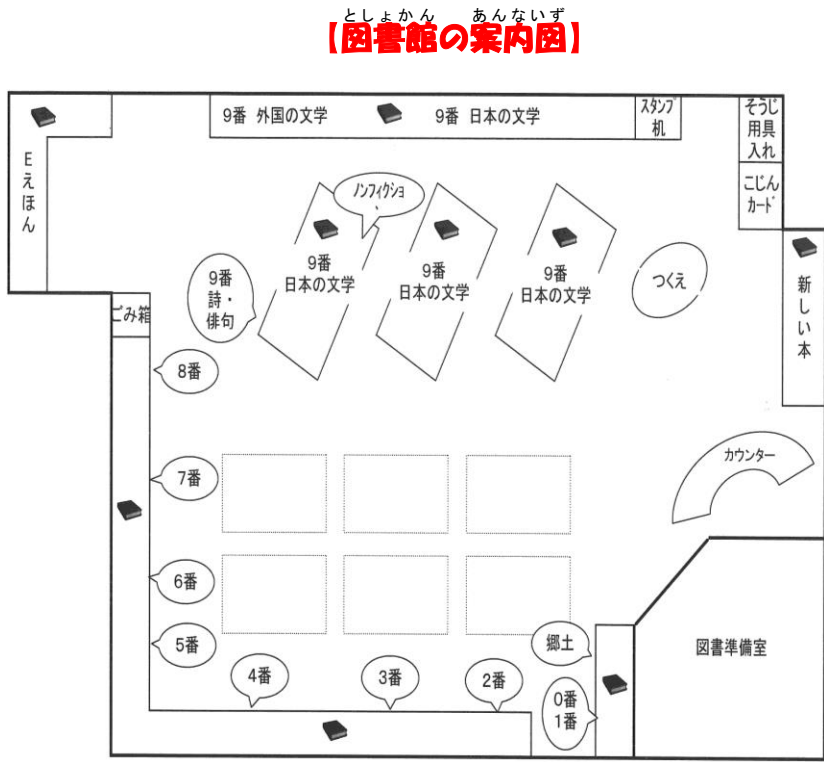 としょかん　あんないず
【図書館の案内図】
9番 外国の文学
9番 日本の文学
スタンプ
机
そうじ
用具
入れ
こじん
カード
Eえほん
ノンフィクショ
9番
日本の文学
9番
日本の文学
9番
日本の文学
つくえ
新しい本
9番
詩・
俳句
ごみ箱
8番
7番
カウンター
6番
5番
郷土
図書準備室
4番
3番
2番
0番
1番